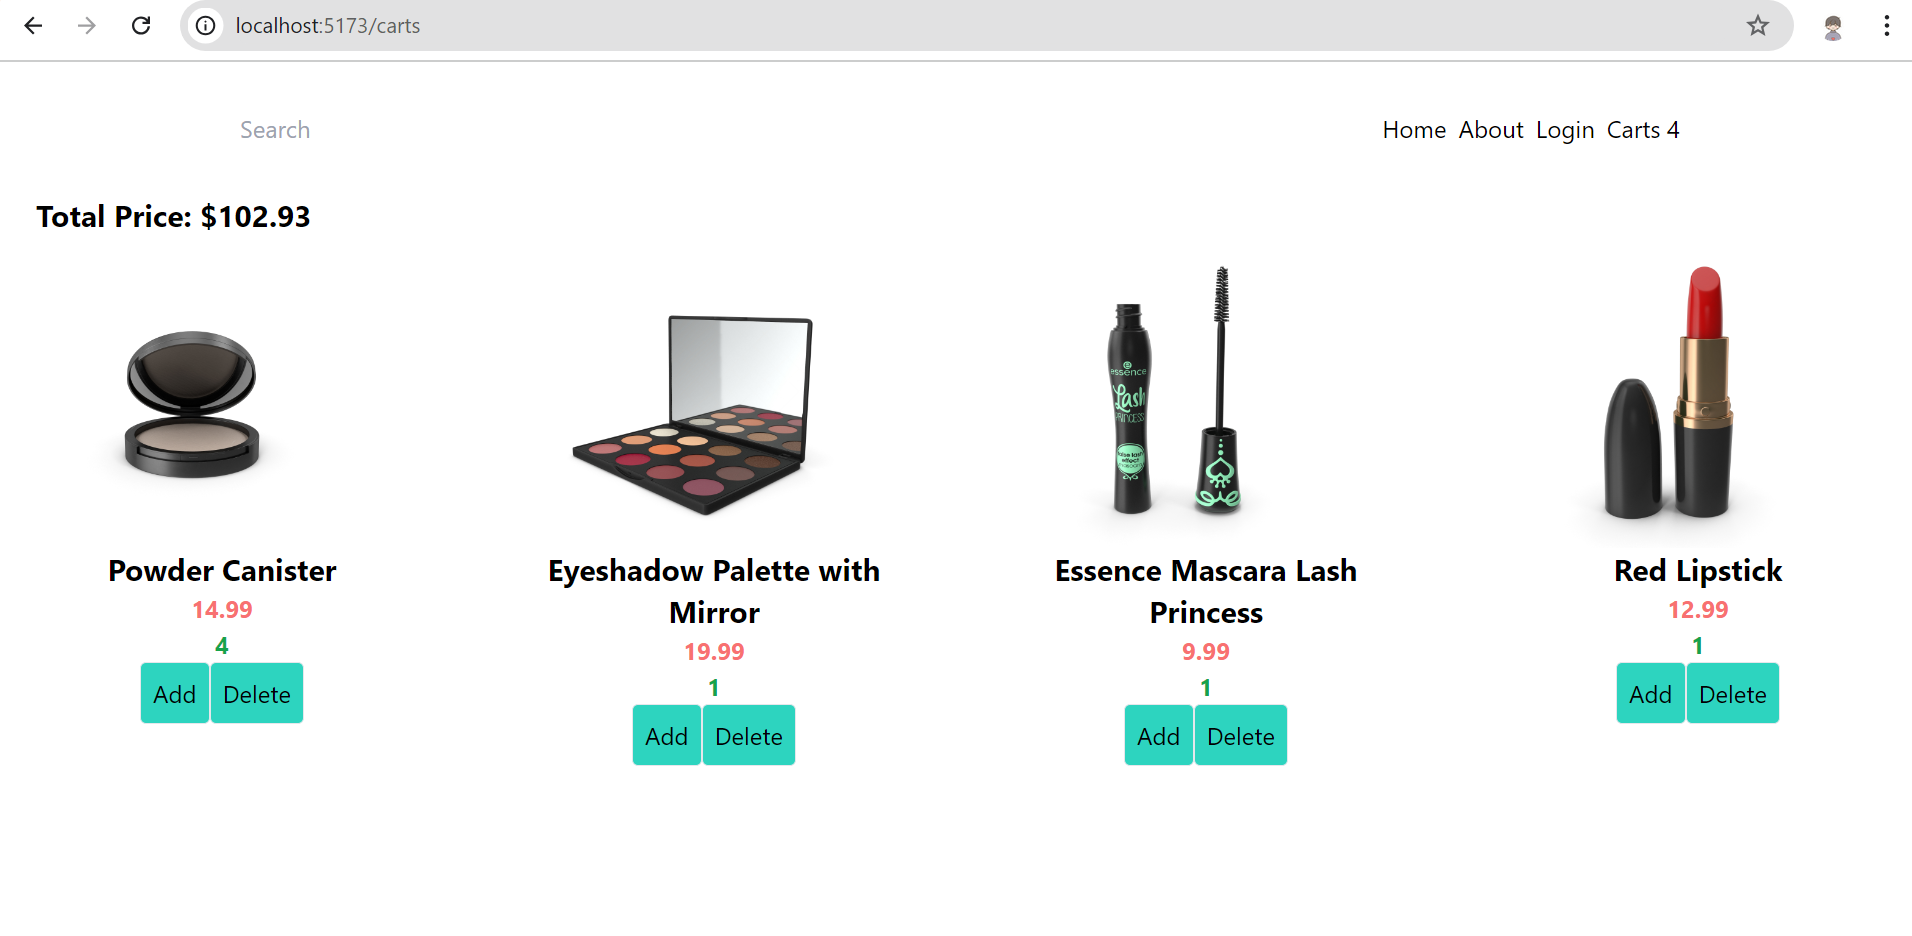 localhost:5173/carts
Search
Home About Login Carts 4
Total Price: $102.93
essence
Lash
PRINCESS
false lash
effect
Powder Canister
14.99
4
Add Delete
Eyeshadow Palette with
Mirror
19.99
1
Add Delete
Essence Mascara Lash
Princess
9.99
1
Add Delete
Red Lipstick
12.99
1
Add Delete